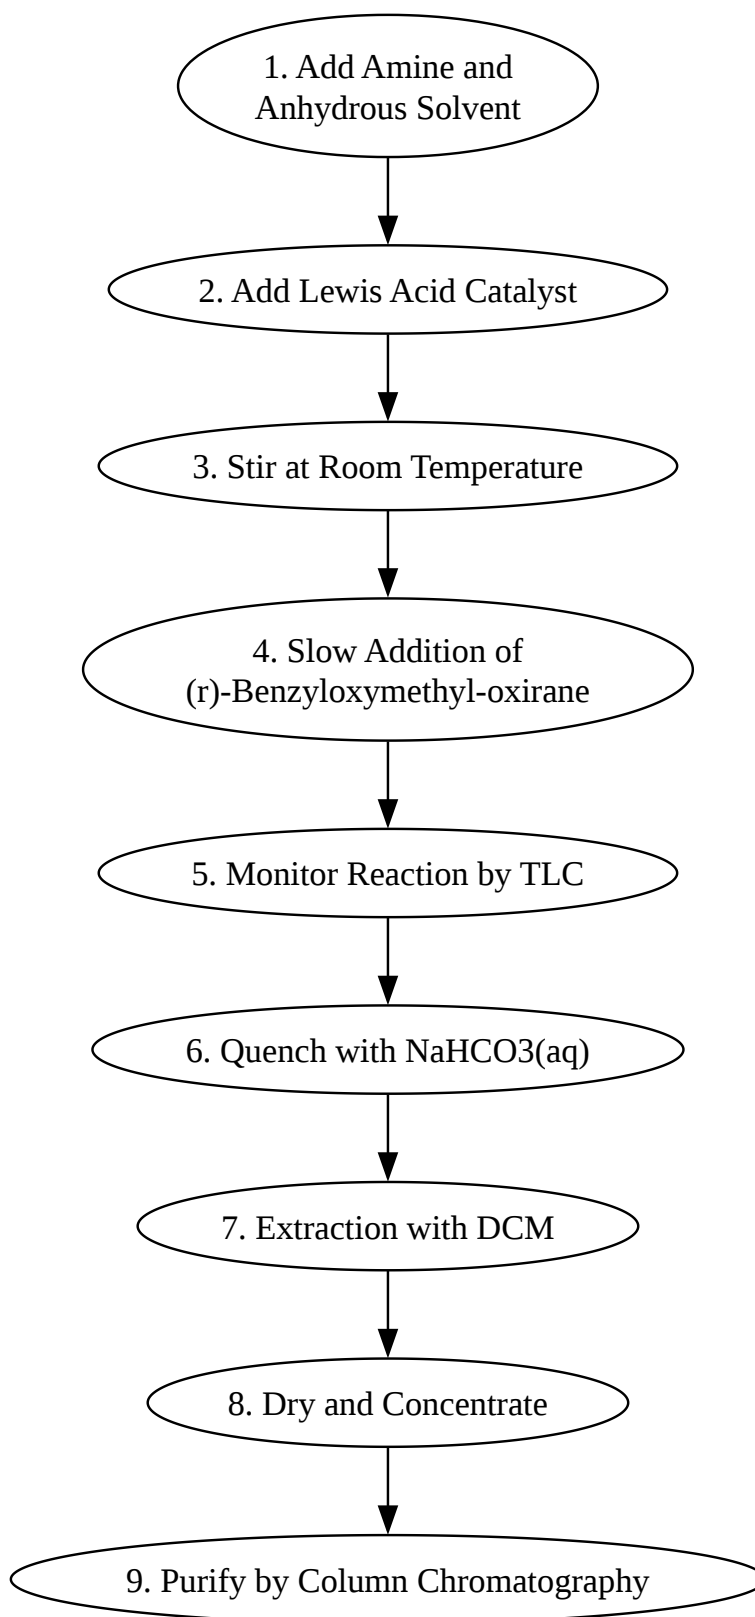 1. Add Amine and
Anhydrous Solvent
2. Add Lewis Acid Catalyst
3. Stir at Room Temperature
4. Slow Addition of
(r)-Benzyloxymethyl-oxirane
5. Monitor Reaction by TLC
6. Quench with NaHCO3(aq)
7. Extraction with DCM
8. Dry and Concentrate
9. Purify by Column Chromatography